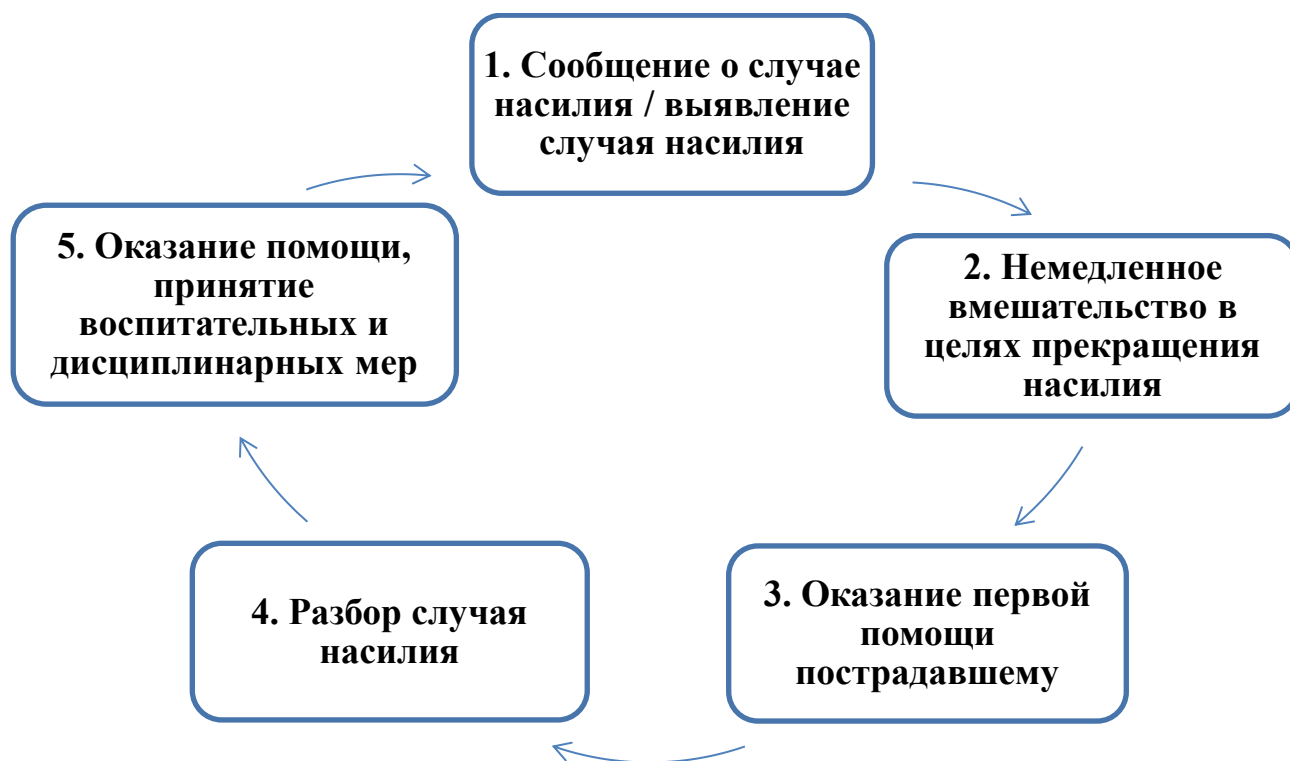 1. Сообщение о случае
насилия / выявление
случая насилия
2. Немедленное
вмешательство в
целях прекращения
насилия
3. Оказание первой
помощи
пострадавшему
4. Разбор случая
насилия
5. Оказание помощи,
принятие
воспитательных и
дисциплинарных мер